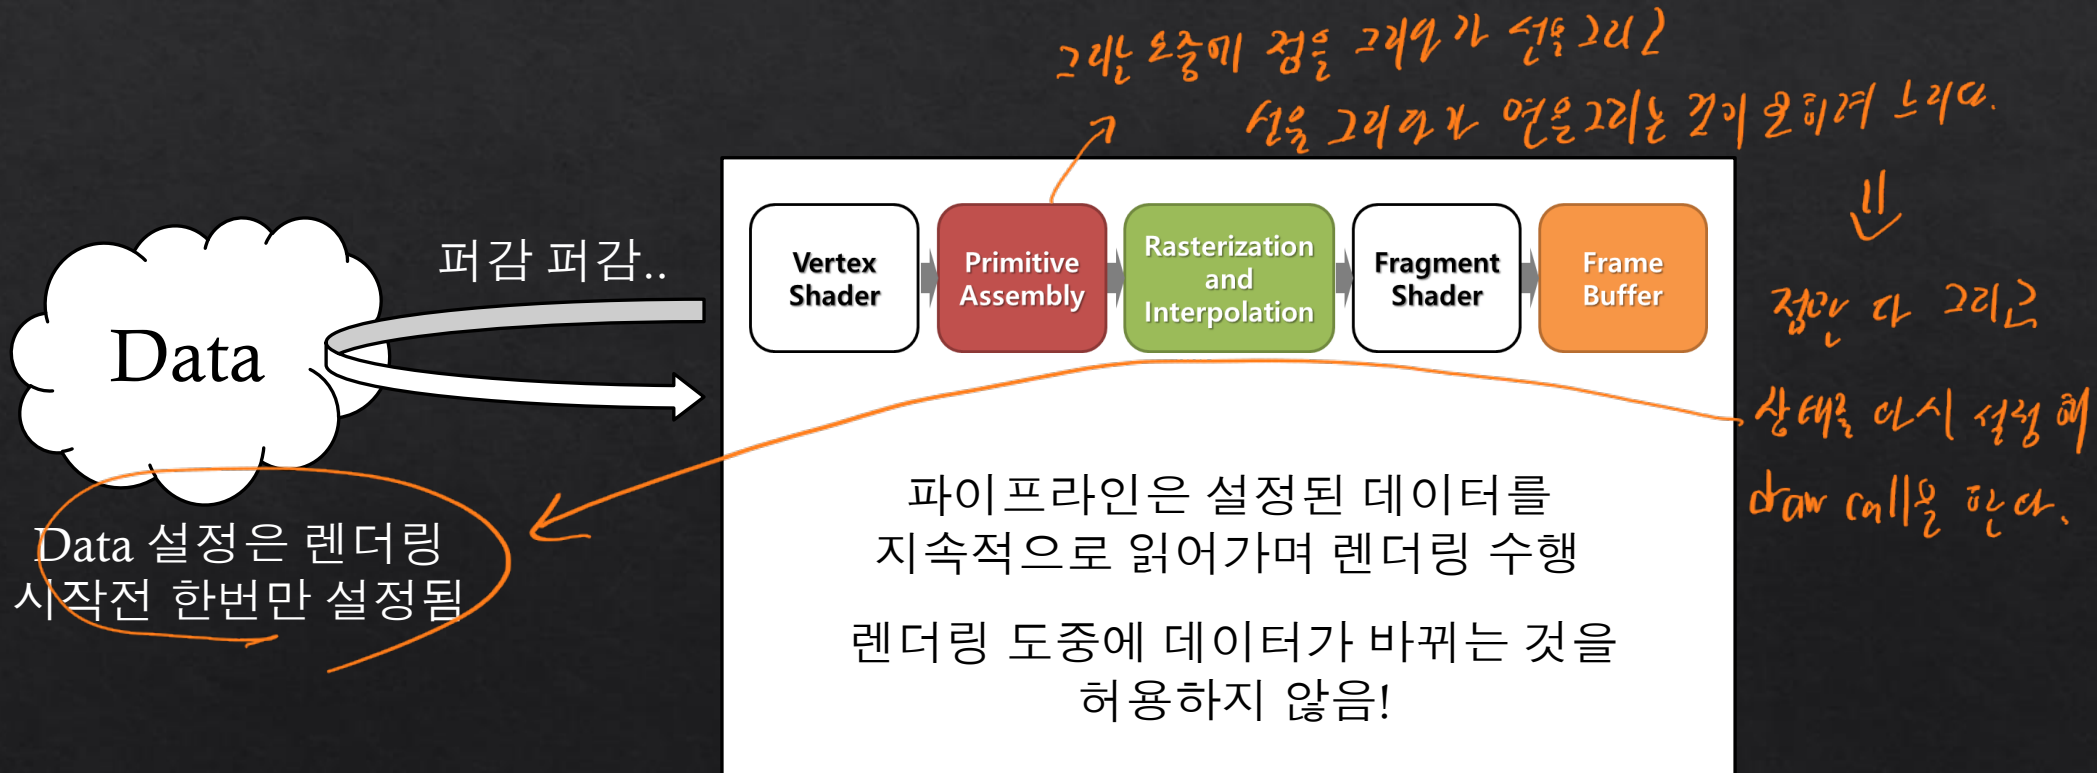 그리는 도중에 점을 그리다가 선을 그리고
선을 그리다가 면을 그리는 것이 오히려 느리다.
퍼감 퍼감..
Data
Vertex
Shader
Primitive
Assembly
Rasterization
and
Interpolation
Fragment
Shader
Frame
Buffer
점만 다 그리고
상태를 다시 설정해
draw call을 한다.
파이프라인은 설정된 데이터를
지속적으로 읽어가며 렌더링 수행
Data 설정은 렌더링
시작전 한번만 설정됨
렌더링 도중에 데이터가 바뀌는 것을
허용하지 않음!